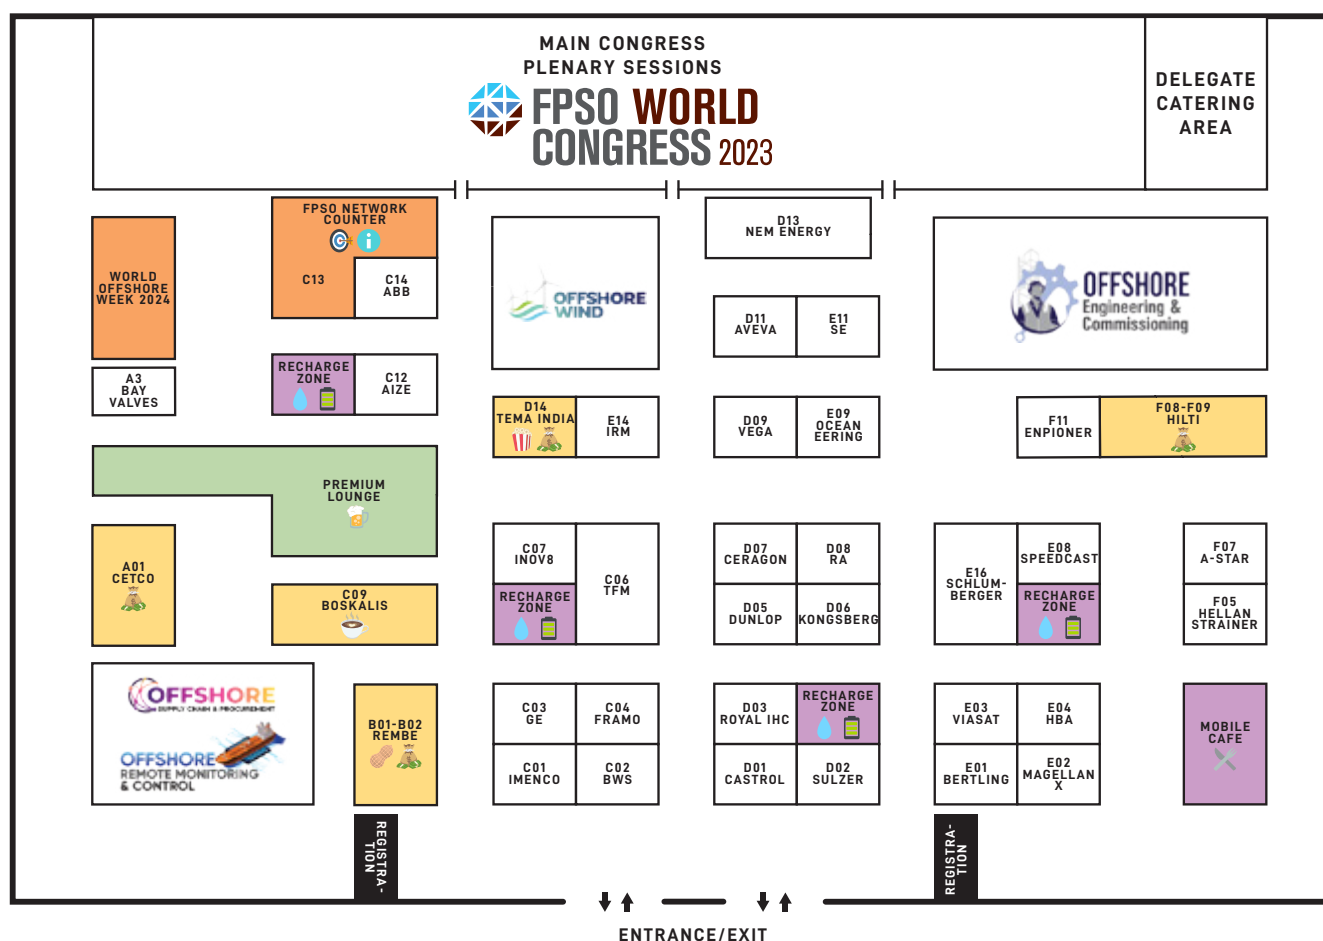 MAIN CONGRESS
PLENARY SESSIONS
FPSO WORLD
CONGRESS 2023
DELEGATE
CATERING
AREA
WORLD
OFFSHORE
WEEK 2024
FPSO NETWORK
COUNTER
C13
C14
ABB
OFFSHORE
WIND
D13
NEM ENERGY
OFFSHORE
Engineering &
Commissioning
D11
AVEVA
E11
SE
A3
BAY
VALVES
RECHARGE
ZONE
C12
AIZE
D14
TEMA INDIA
E14
IRM
D09
VEGA
E09
OCEAN
EERING
F11
ENPIONER
F08-F09
HILTI
PREMIUM
LOUNGE
A01
CETCO
C09
BOSKALIS
C07
INOV8
RECHARGE
ZONE
C06
TFM
D07
CERAGON
D08
RA
D05
DUNLOP
D06
KONGSBERG
E16
SCHLUM-
BERGER
E08
SPEEDCAST
RECHARGE
ZONE
F07
A-STAR
F05
HELLAN
STRAINER
OFFSHORE
SUPPLY CHAIN & PROCUREMENT
OFFSHORE
REMOTE MONITORING
& CONTROL
B01-B02
REMBE
C03
GE
C04
FRAMO
C01
IMENCO
C02
BWS
D03
ROYAL IHC
RECHARGE
ZONE
D01
CASTROL
D02
SULZER
E03
VIASAT
E04
HBA
E01
BERTLING
E02
MAGELLAN
X
MOBILE
CAFE
REGISTRA-
TION
REGISTRA-
TION
ENTRANCE/EXIT